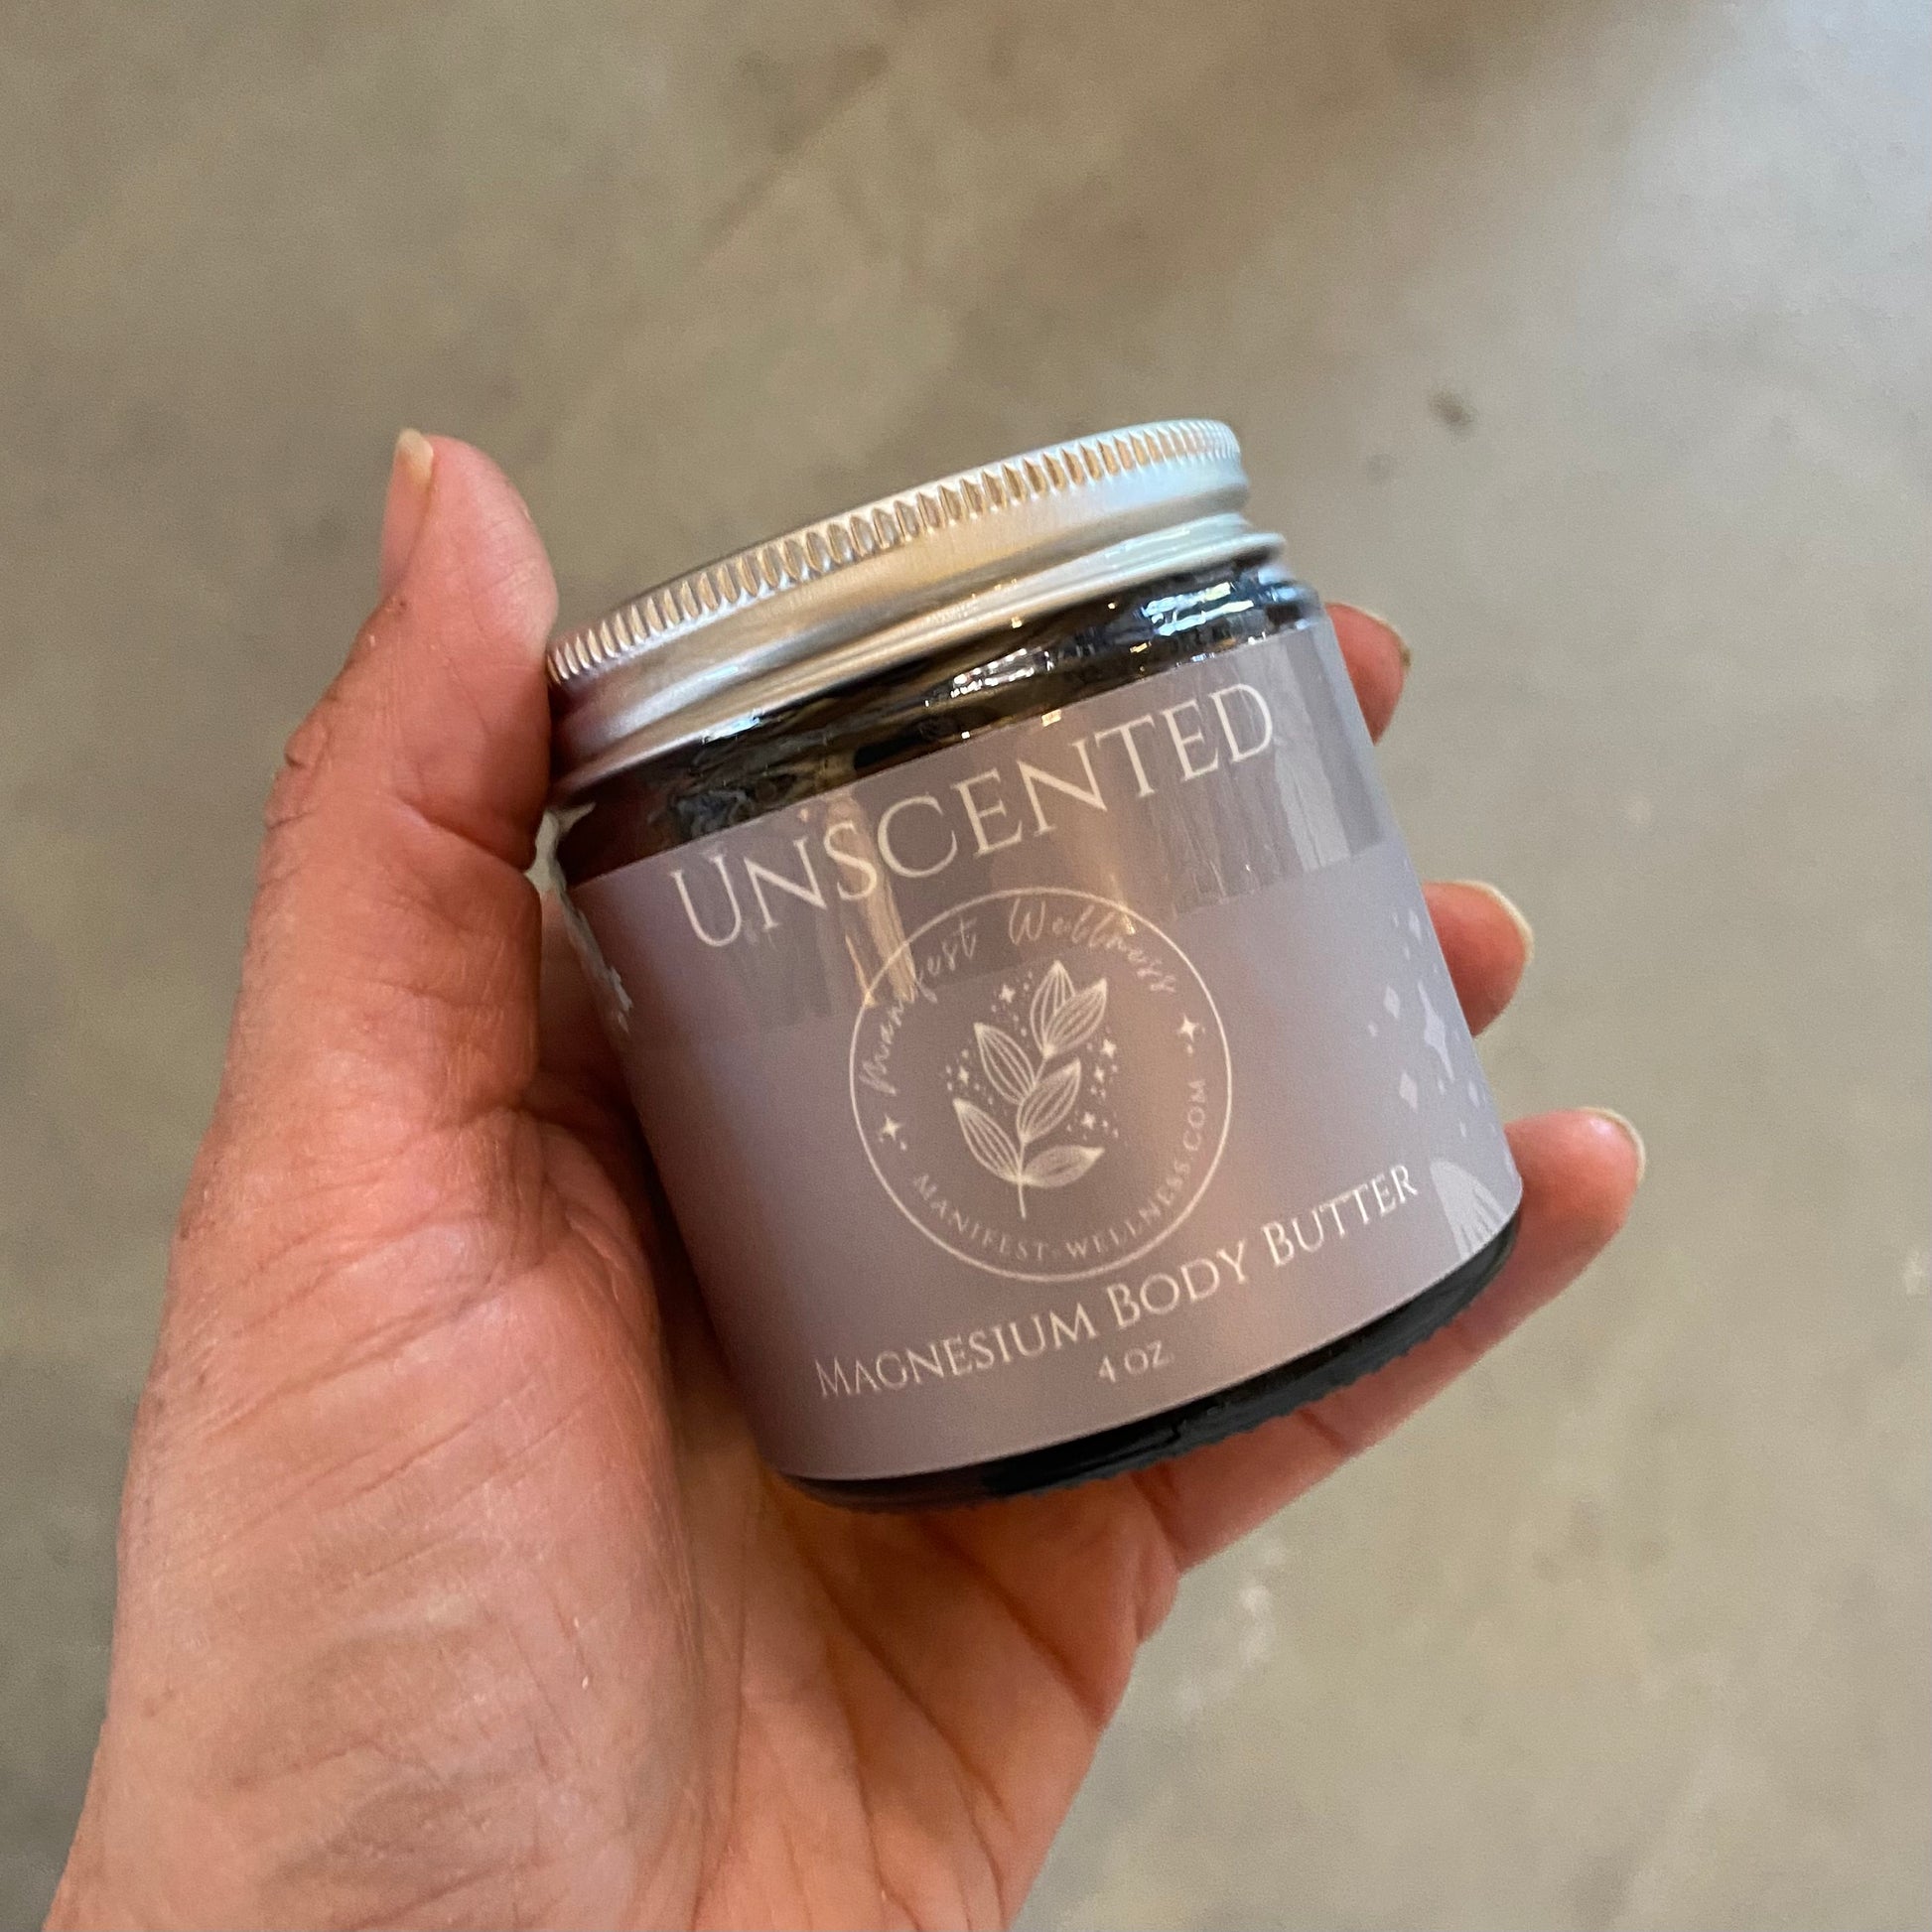 UNSCENTED
Manifest Wellness
MANIFEST-WELLNESS.COM
MAGNESIUM BODY BUTTER
4 OZ.